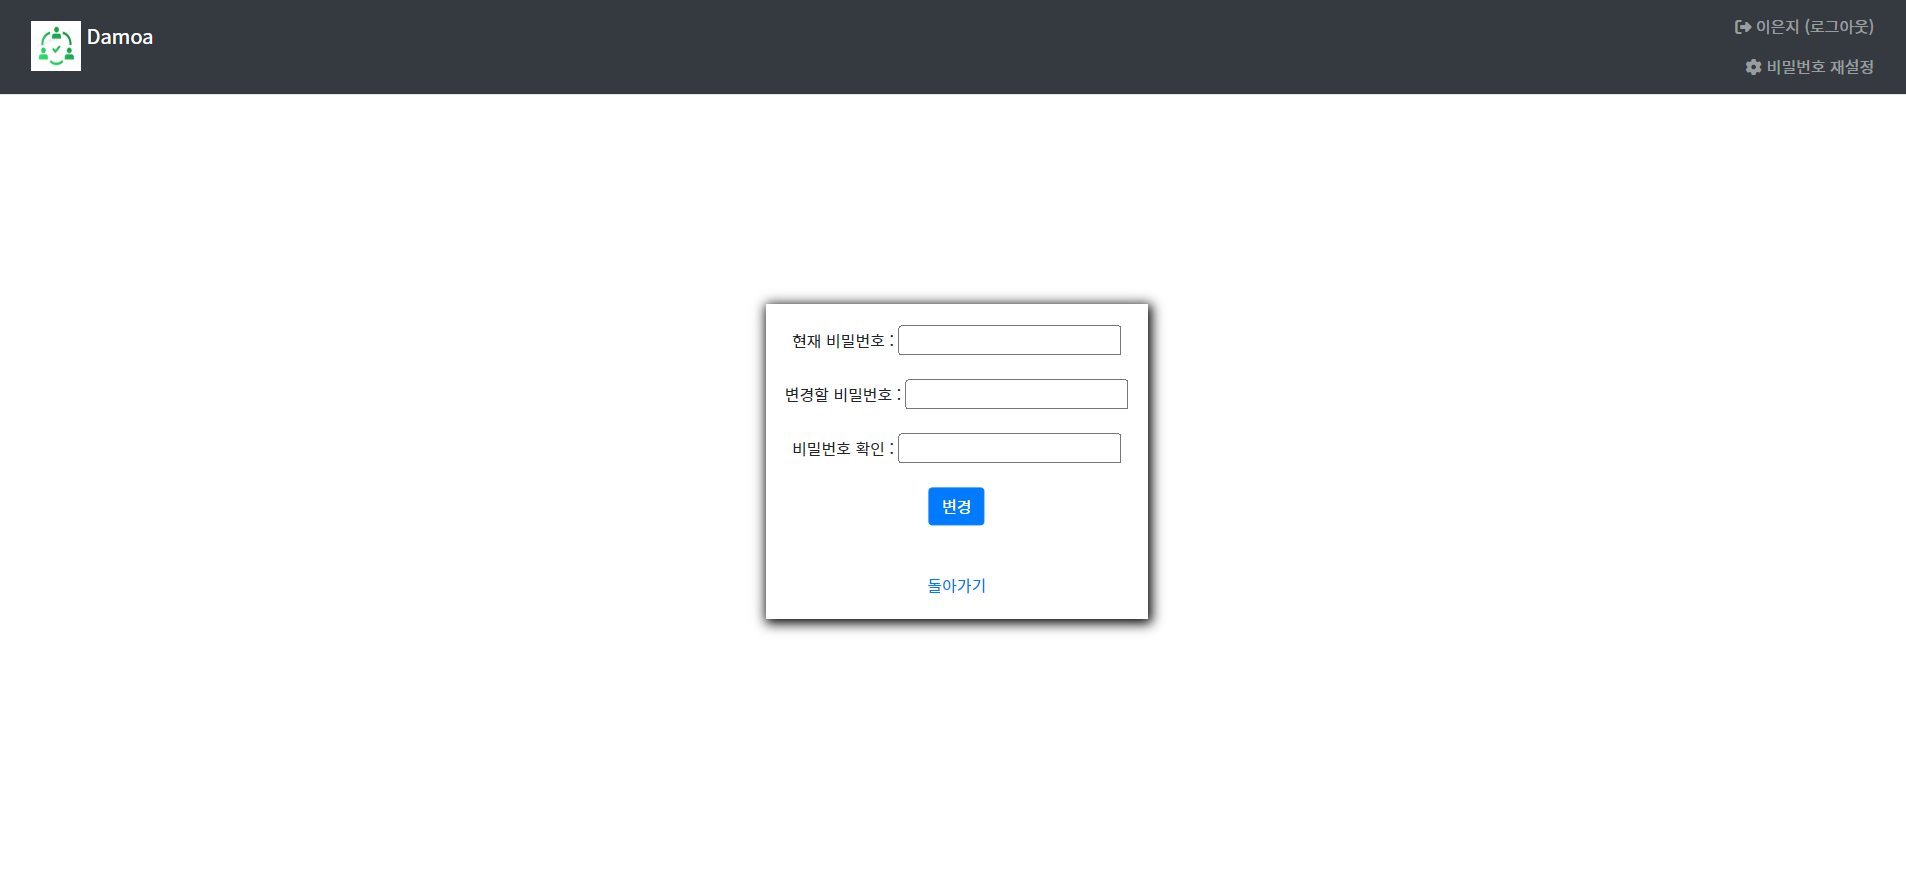 Damoa
이은지 (로그아웃)
비밀번호 재설정
현재 비밀번호 :
변경할 비밀번호 :
비밀번호 확인 :
변경
돌아가기